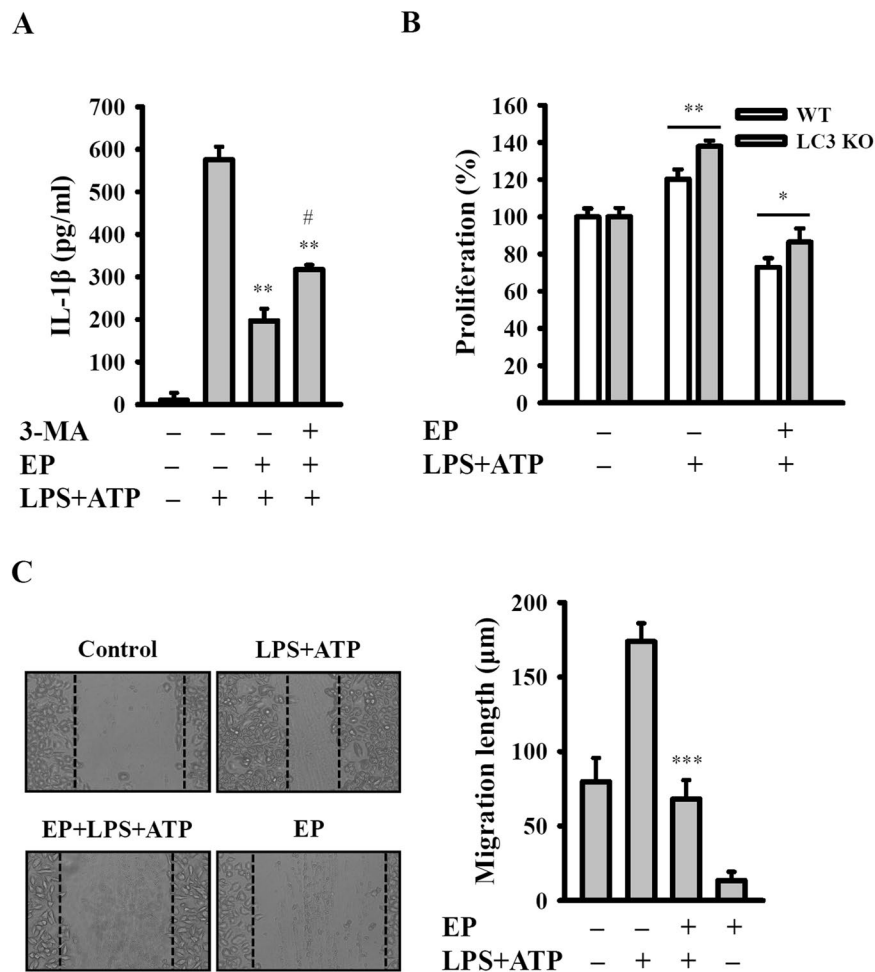 A
IL-1β (pg/ml)
700
600
500
400
300
200
100
0
**
#
**
3-MA – – – +
EP – – + +
LPS+ATP – + + +
B
Proliferation (%)
160
140
120
100
80
60
40
20
0
**
*
WT
LC3 KO
EP – – +
LPS+ATP – + +
C
Control
LPS+ATP
EP+LPS+ATP
EP
Migration length (μm)
200
150
100
50
0
***
EP – – + +
LPS+ATP – + + –